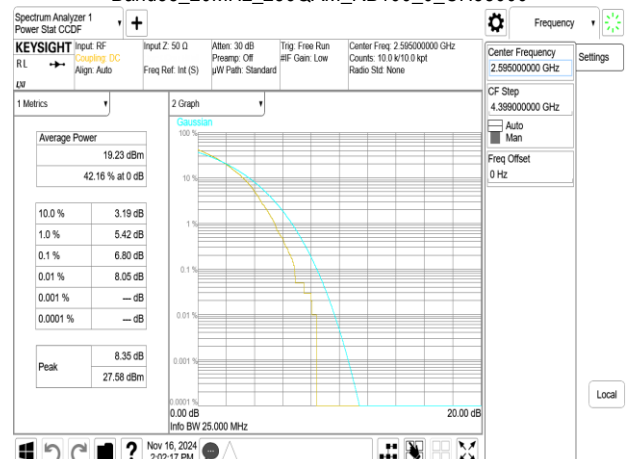 Spectrum Analyzer 1
Power Stat CCDF
Frequency
KEYSIGHT
RL
Input: RF
Coupling: DC
Align: Auto
Input Z: 50 Ω
Freq Ref: Int (S)
Atten: 30 dB
Preamp: Off
µW Path: Standard
Trig: Free Run
#IF Gain: Low
Center Freq: 2.595000000 GHz
Counts: 10.0 k/10.0 kpt
Radio Std: None
Center Frequency
2.595000000 GHz
Settings
CF Step
4.399000000 GHz
Auto
Man
Freq Offset
0 Hz
1 Metrics
2 Graph
Average Power
19.23 dBm
42.16 % at 0 dB
10.0 % 3.19 dB
1.0 % 5.42 dB
0.1 % 6.80 dB
0.01 % 8.05 dB
0.001 % --- dB
0.0001 % --- dB
Peak
8.35 dB
27.58 dBm
Gaussian
100 %
10 %
1 %
0.1 %
0.01 %
0.001 %
0.0001 %
0.00 dB
20.00 dB
Info BW 25.000 MHz
Local
Nov 16, 2024
2:02:17 PM